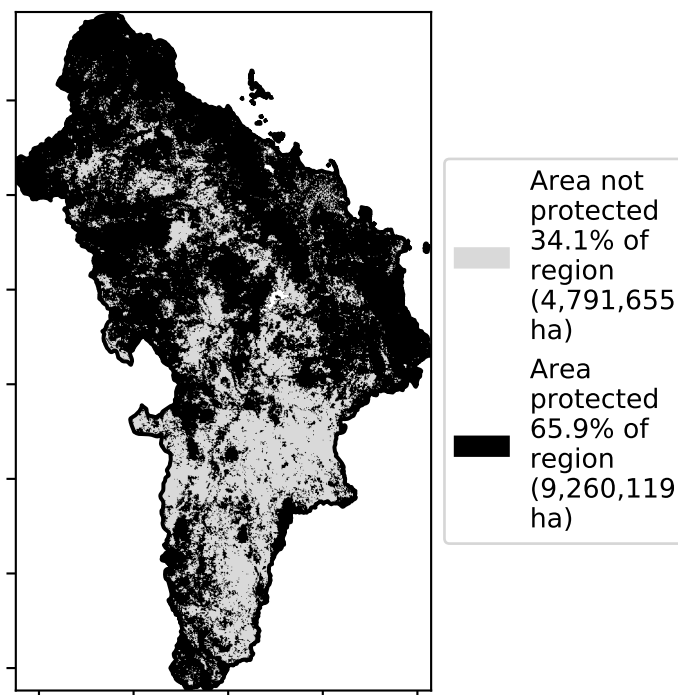 Area not
protected
34.1% of
region
(4,791,655
ha)
Area
protected
65.9% of
region
(9,260,119
ha)